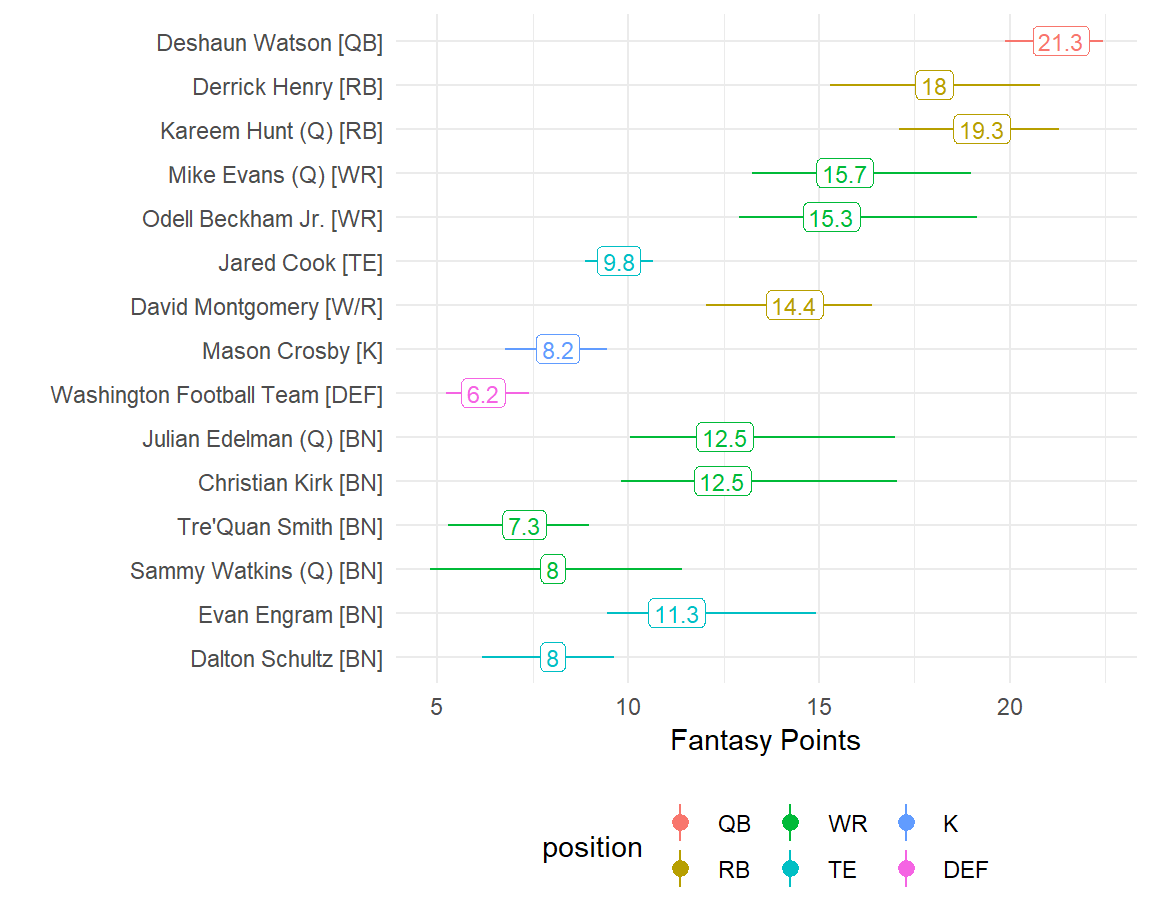 Deshaun Watson [QB] 21.3
Derrick Henry [RB] 18
Kareem Hunt (Q) [RB] 19.3
Mike Evans (Q) [WR] 15.7
Odell Beckham Jr. [WR] 15.3
Jared Cook [TE] 9.8
David Montgomery [W/R] 14.4
Mason Crosby [K] 8.2
Washington Football Team [DEF] 6.2
Julian Edelman (Q) [BN] 12.5
Christian Kirk [BN] 12.5
Tre'Quan Smith [BN] 7.3
Sammy Watkins (Q) [BN] 8
Evan Engram [BN] 11.3
Dalton Schultz [BN] 8
5 10 15 20
Fantasy Points
position
QB WR K
RB TE DEF